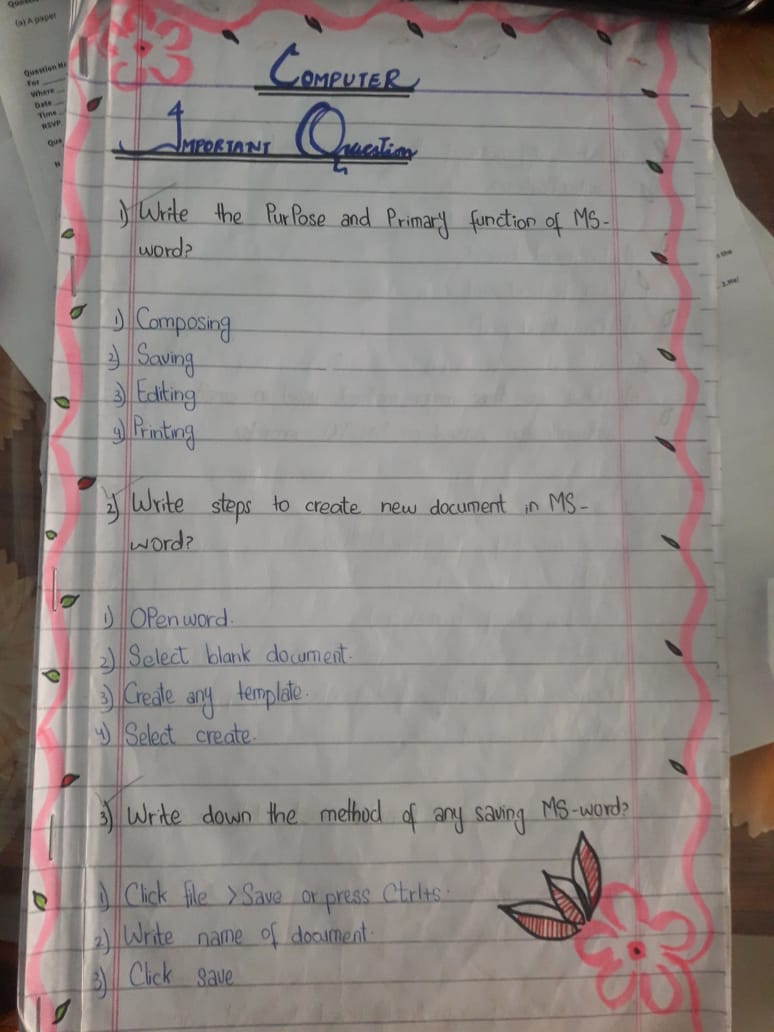 (a) A paper
Question
For
Where
Date
Time
RSVP.
Que
COMPUTER
IMPORTANT Question
1) Write the Purpose and Primary function of MS-
word?
1) Composing
2) Saving
3) Editing
4) Printing
2) Write steps to create new document in MS-
word?
1) OPen word.
2) Select blank document.
3) Create any template.
4) Select create.
3) Write down the method of any saving MS-word?
1) Click file >Save or press Ctrl+s.
2) Write name of document.
3) Click save